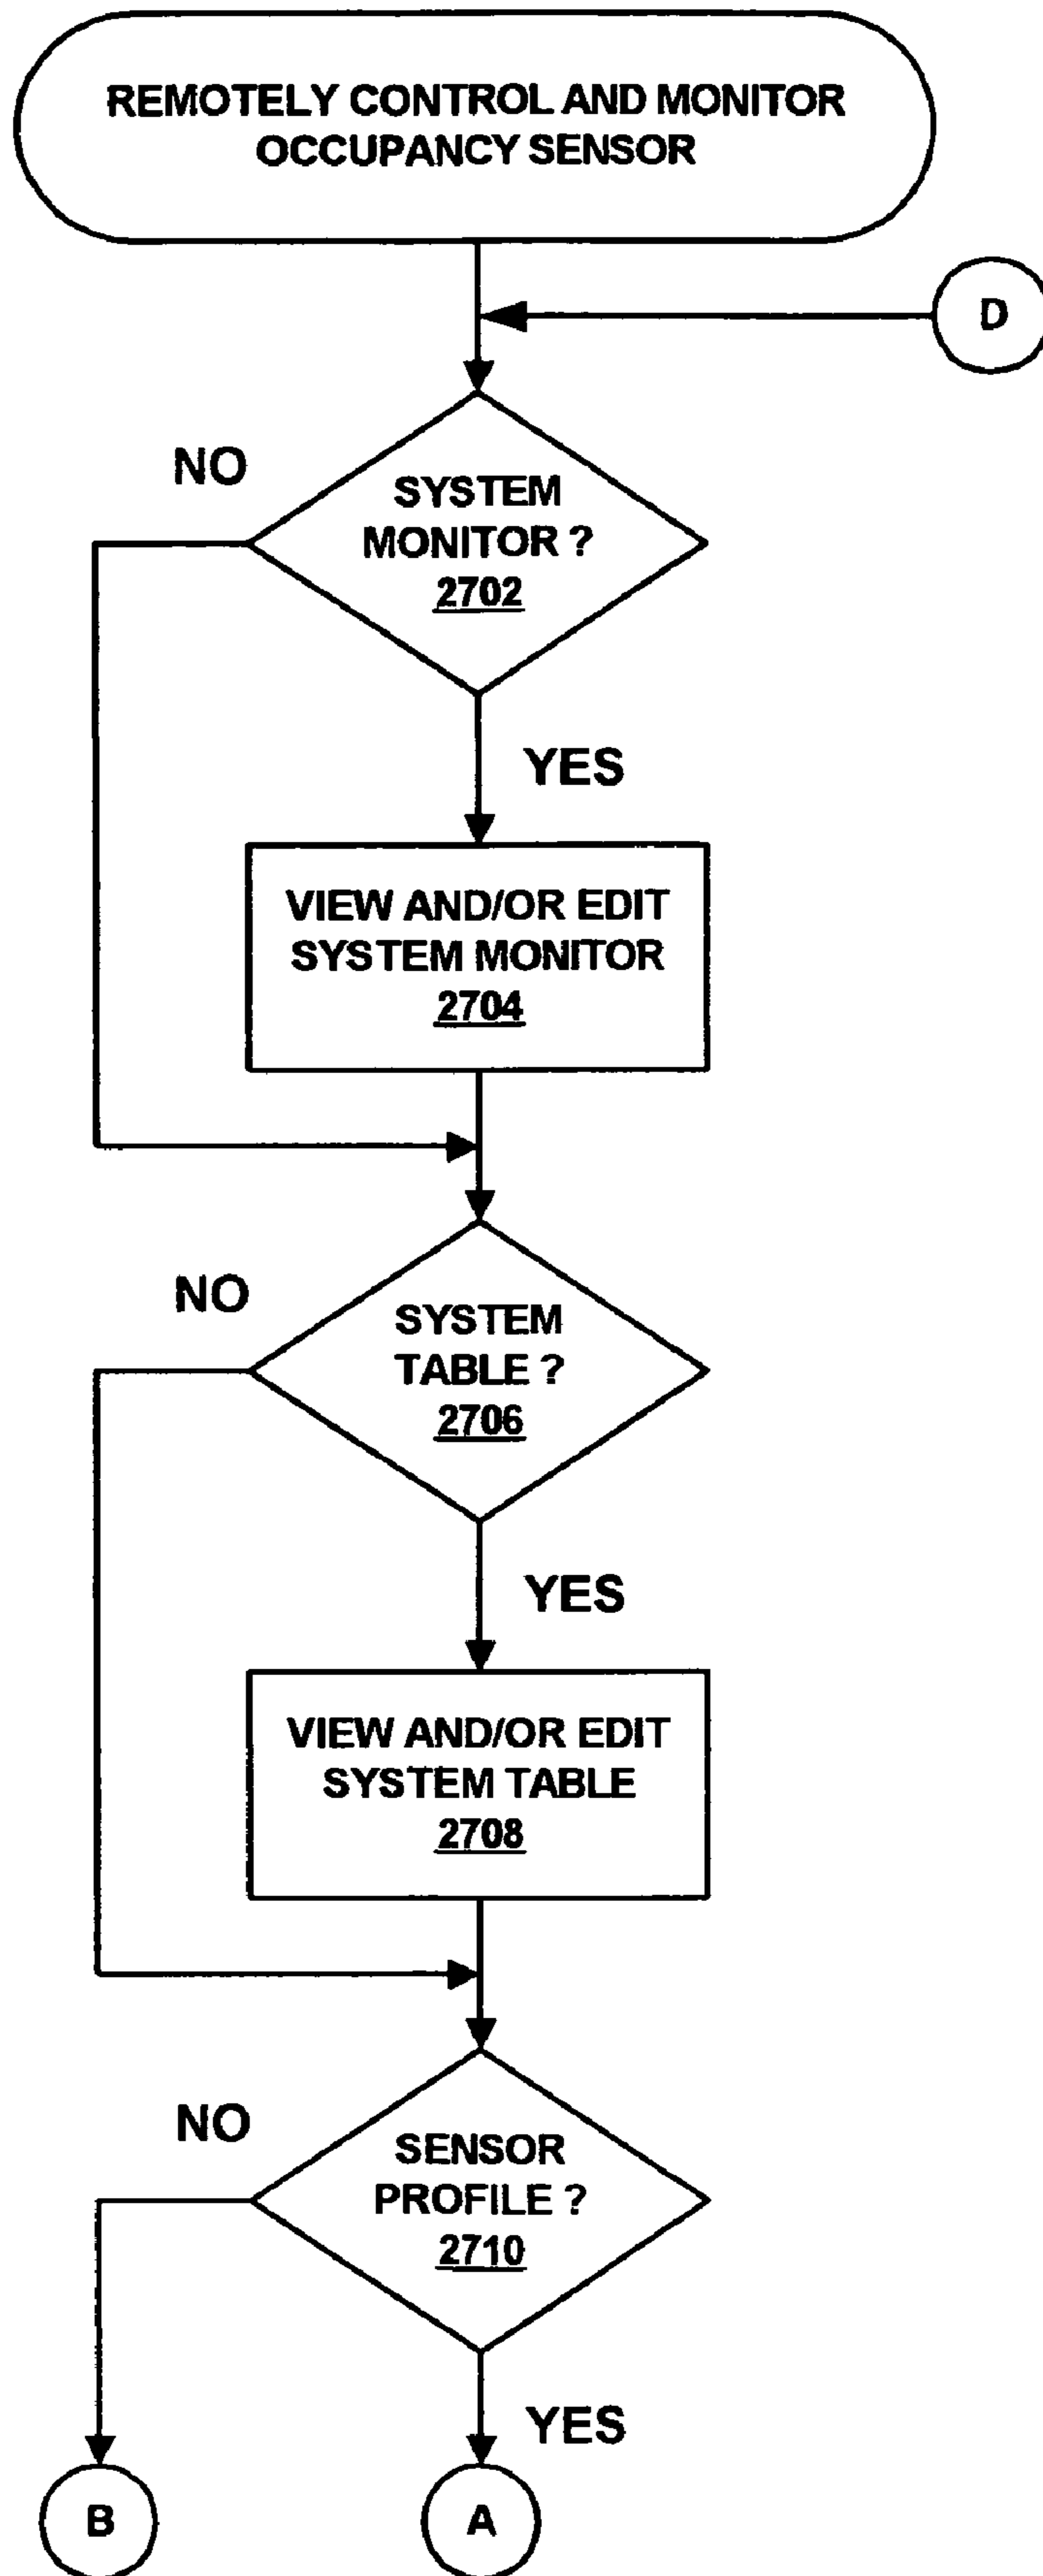 REMOTELY CONTROL AND MONITOR
OCCUPANCY SENSOR
D
NO
SYSTEM
MONITOR ?
2702
YES
VIEW AND/OR EDIT
SYSTEM MONITOR
2704
NO
SYSTEM
TABLE ?
2706
YES
VIEW AND/OR EDIT
SYSTEM TABLE
2708
NO
SENSOR
PROFILE ?
2710
YES
B
A